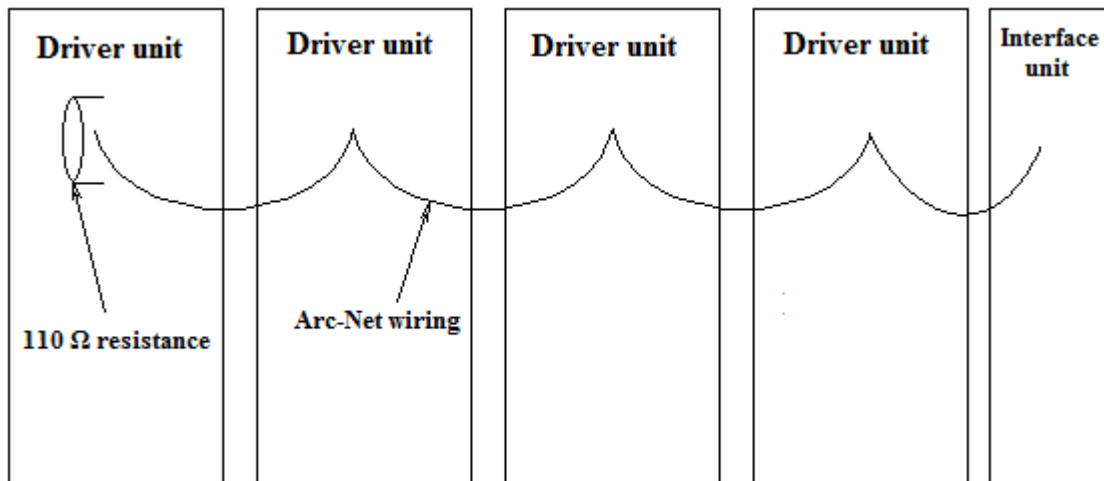 Driver unit
Driver unit
Driver unit
Driver unit
Interface
unit
110 Ω resistance
Arc-Net wiring